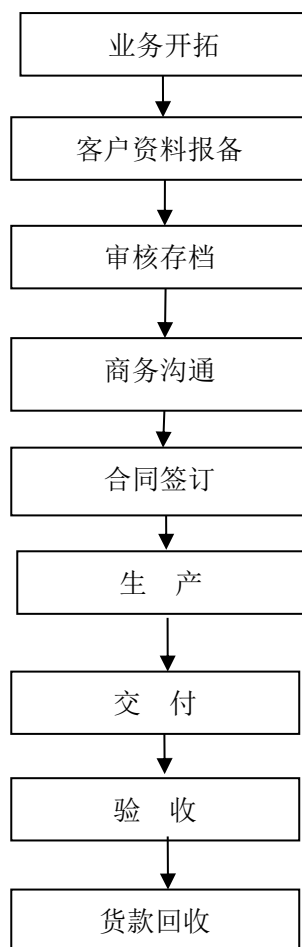 业务开拓
客户资料报备
审核存档
商务沟通
合同签订
生　产
交　付
验　收
货款回收